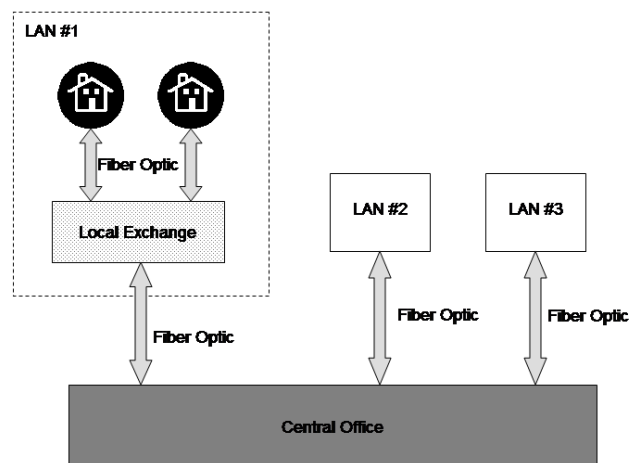 LAN #1
Fiber Optic
Local Exchange
LAN #2
LAN #3
Fiber Optic
Fiber Optic
Fiber Optic
Central Office